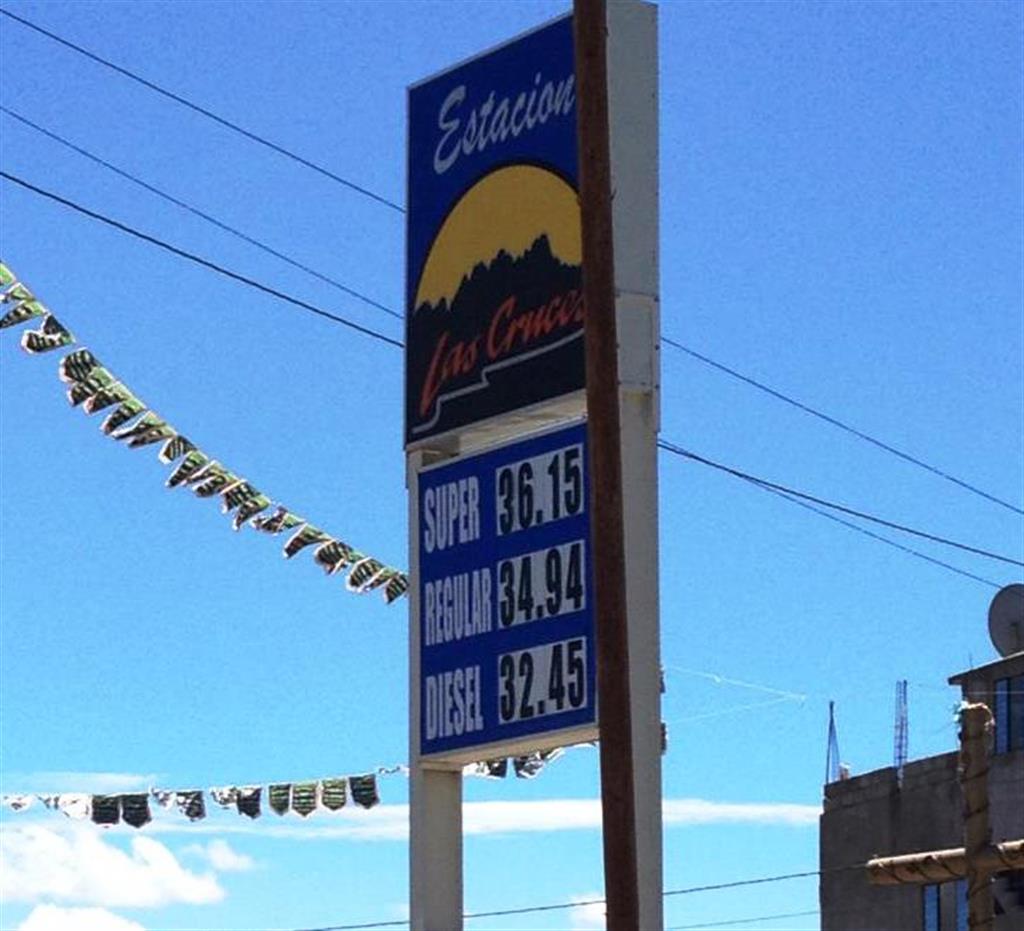 Estacion
Las Cruces
SUPER 36.15
REGULAR 34.94
DIESEL 32.45